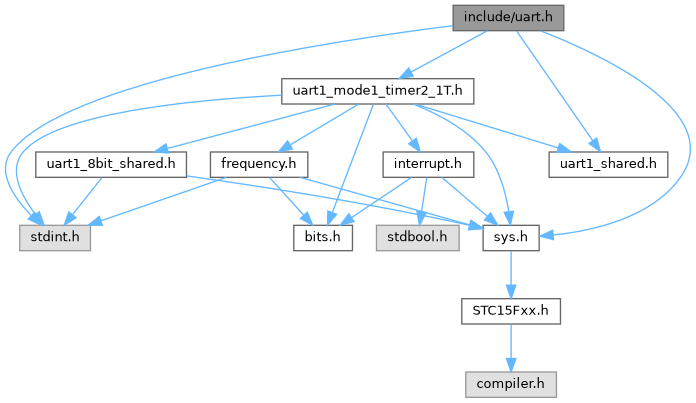 include/uart.h
uart1_mode1_timer2_1T.h
uart1_8bit_shared.h
frequency.h
interrupt.h
uart1_shared.h
stdint.h
bits.h
stdbool.h
sys.h
STC15Fxx.h
compiler.h